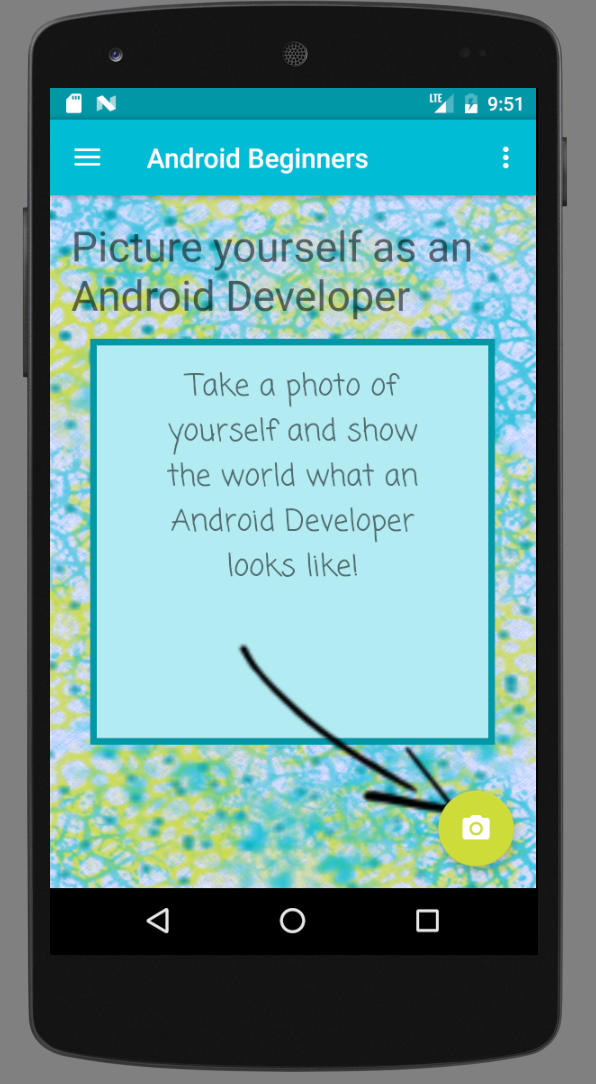 LTE 9:51
Android Beginners
Picture yourself as an
Android Developer
Take a photo of
yourself and show
the world what an
Android Developer
looks like!